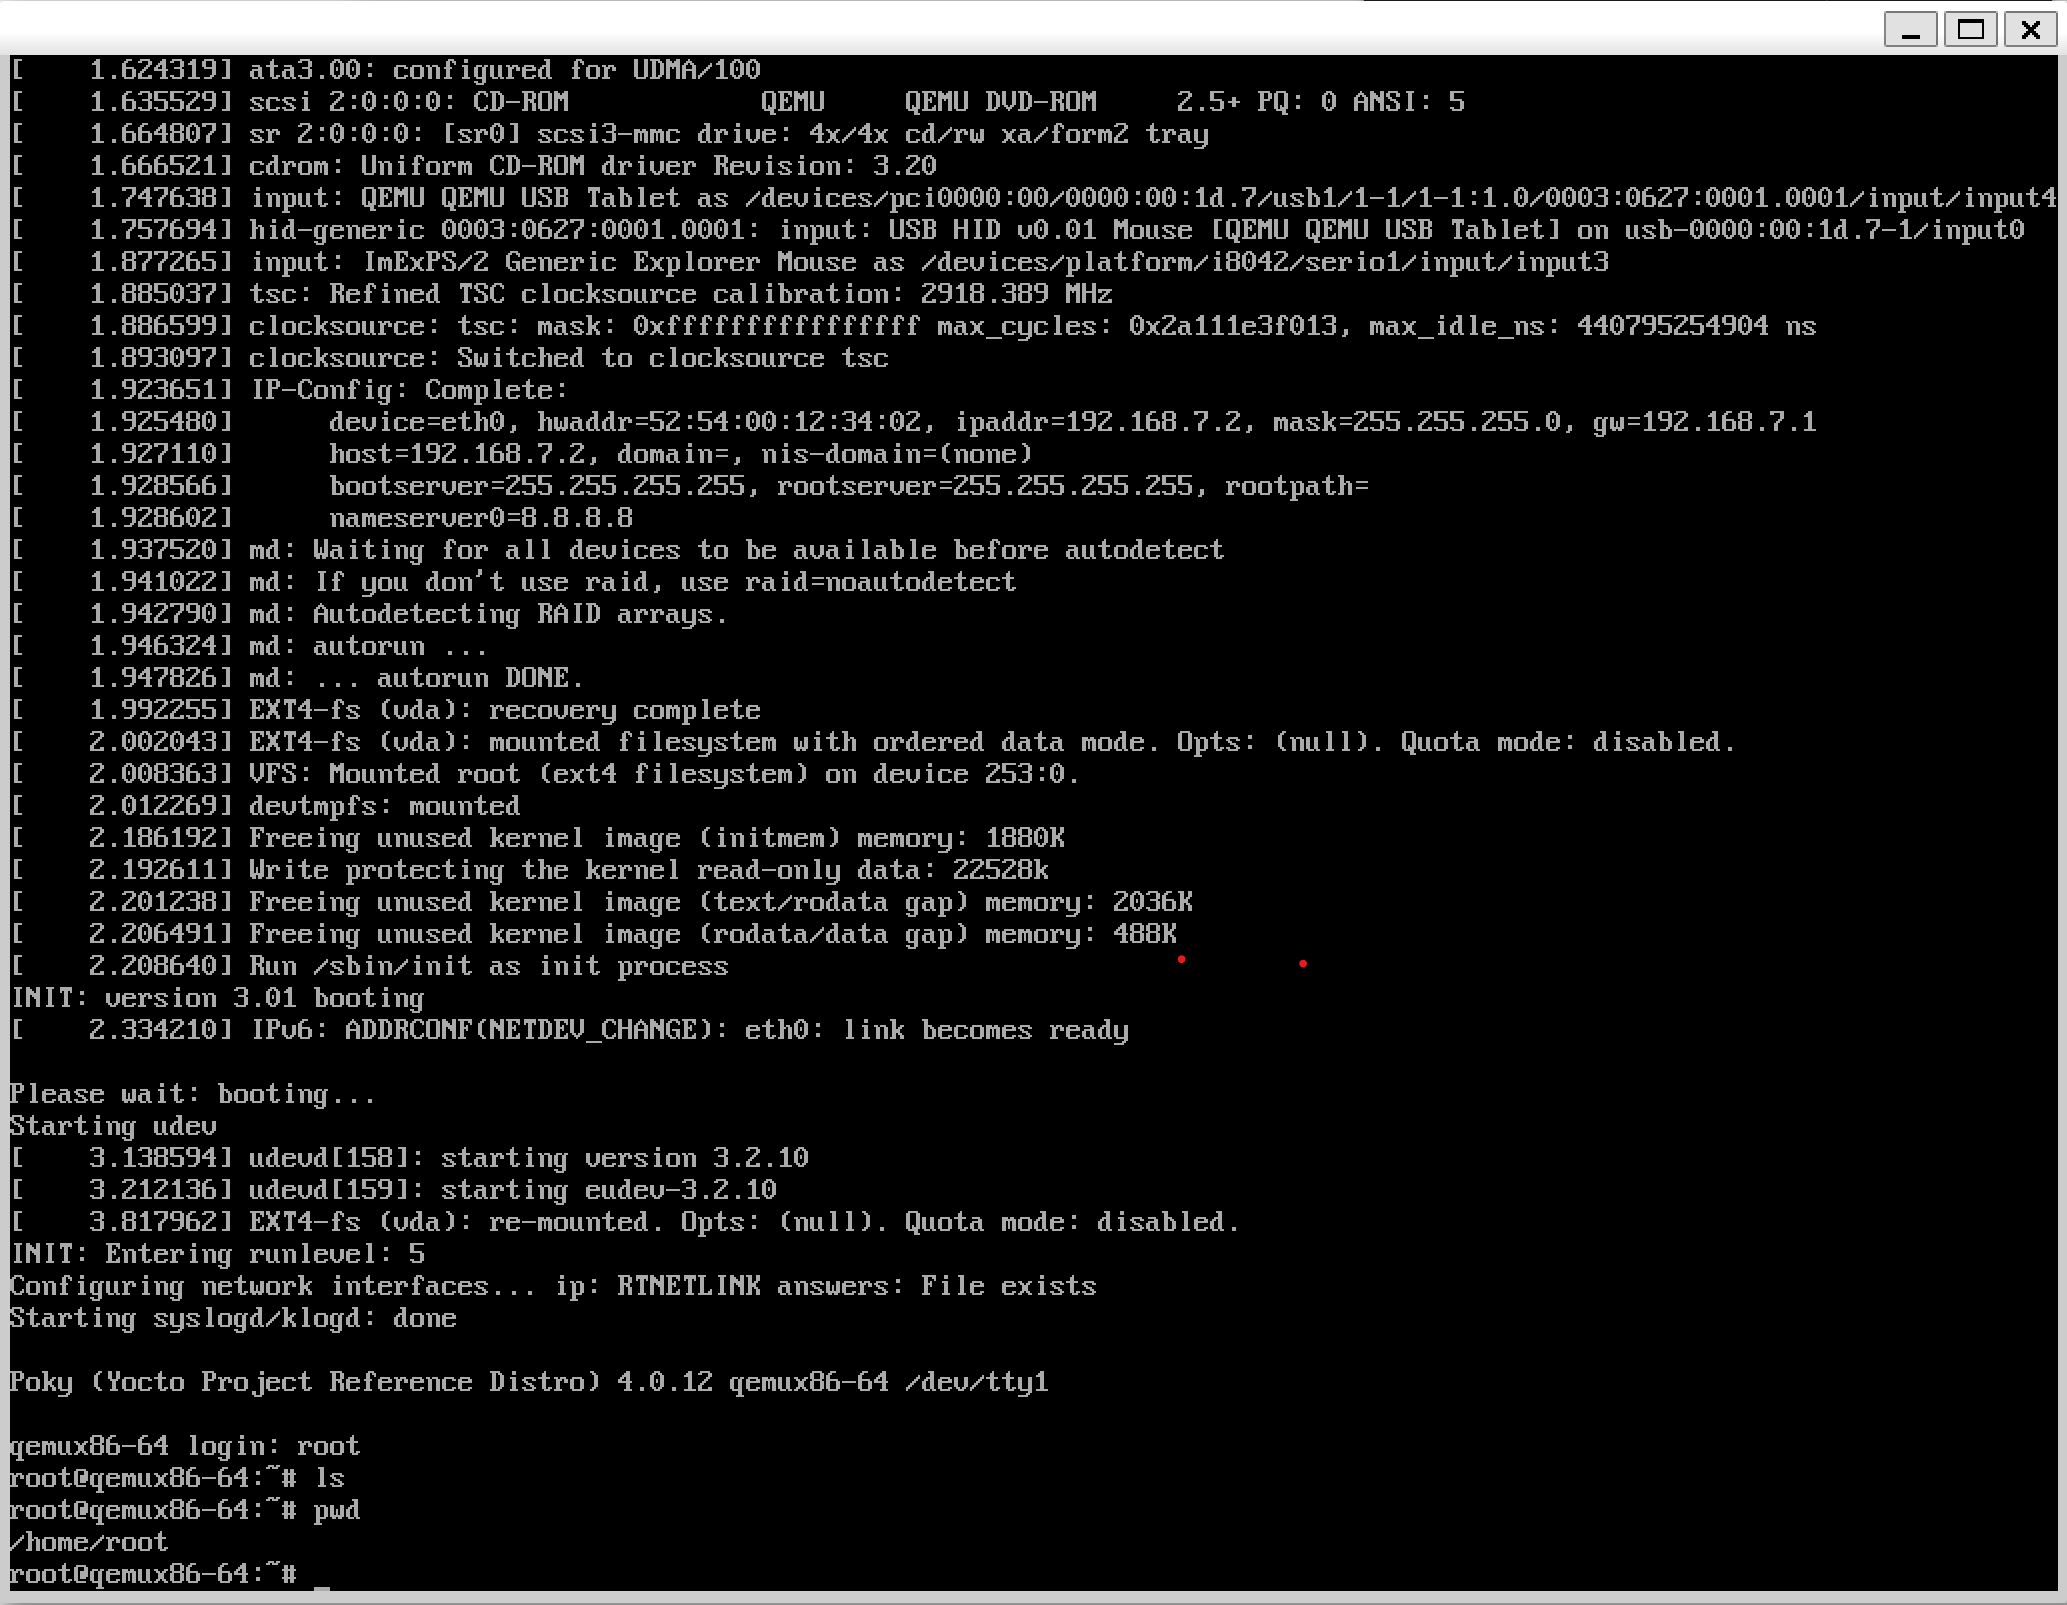 [    1.624319] ata3.00: configured for UDMA/100
[    1.635529] scsi 2:0:0:0: CD-ROM            QEMU     QEMU DVD-ROM     2.5+ PQ: 0 ANSI: 5
[    1.664807] sr 2:0:0:0: [sr0] scsi3-mmc drive: 4x/4x cd/rw xa/form2 tray
[    1.666521] cdrom: Uniform CD-ROM driver Revision: 3.20
[    1.747638] input: QEMU QEMU USB Tablet as /devices/pci0000:00/0000:00:1d.7/usb1/1-1/1-1:1.0/0003:0627:0001.0001/input/input4
[    1.757694] hid-generic 0003:0627:0001.0001: input: USB HID v0.01 Mouse [QEMU QEMU USB Tablet] on usb-0000:00:1d.7-1/input0
[    1.877265] input: ImExPS/2 Generic Explorer Mouse as /devices/platform/i8042/serio1/input/input3
[    1.885037] tsc: Refined TSC clocksource calibration: 2918.389 MHz
[    1.886599] clocksource: tsc: mask: 0xffffffffffffffff max_cycles: 0x2a111e3f013, max_idle_ns: 440795254904 ns
[    1.893097] clocksource: Switched to clocksource tsc
[    1.923651] IP-Config: Complete:
[    1.925480]      device=eth0, hwaddr=52:54:00:12:34:02, ipaddr=192.168.7.2, mask=255.255.255.0, gw=192.168.7.1
[    1.927110]      host=192.168.7.2, domain=, nis-domain=(none)
[    1.928566]      bootserver=255.255.255.255, rootserver=255.255.255.255, rootpath=
[    1.928602]      nameserver0=8.8.8.8
[    1.937520] md: Waiting for all devices to be available before autodetect
[    1.941022] md: If you don't use raid, use raid=noautodetect
[    1.942790] md: Autodetecting RAID arrays.
[    1.946324] md: autorun ...
[    1.947826] md: ... autorun DONE.
[    1.992255] EXT4-fs (vda): recovery complete
[    2.002043] EXT4-fs (vda): mounted filesystem with ordered data mode. Opts: (null). Quota mode: disabled.
[    2.008363] VFS: Mounted root (ext4 filesystem) on device 253:0.
[    2.012269] devtmpfs: mounted
[    2.186192] Freeing unused kernel image (initmem) memory: 1880K
[    2.192611] Write protecting the kernel read-only data: 22528k
[    2.201238] Freeing unused kernel image (text/rodata gap) memory: 2036K
[    2.206491] Freeing unused kernel image (rodata/data gap) memory: 488K
[    2.208640] Run /sbin/init as init process
INIT: version 3.01 booting
[    2.334210] IPv6: ADDRCONF(NETDEV_CHANGE): eth0: link becomes ready
Please wait: booting...
Starting udev
[    3.138594] udevd[158]: starting version 3.2.10
[    3.212136] udevd[159]: starting eudev-3.2.10
[    3.817962] EXT4-fs (vda): re-mounted. Opts: (null). Quota mode: disabled.
INIT: Entering runlevel: 5
Configuring network interfaces... ip: RTNETLINK answers: File exists
Starting syslogd/klogd: done
Poky (Yocto Project Reference Distro) 4.0.12 qemux86-64 /dev/tty1
qemux86-64 login: root
root@qemux86-64:~# ls
root@qemux86-64:~# pwd
/home/root
root@qemux86-64:~# _